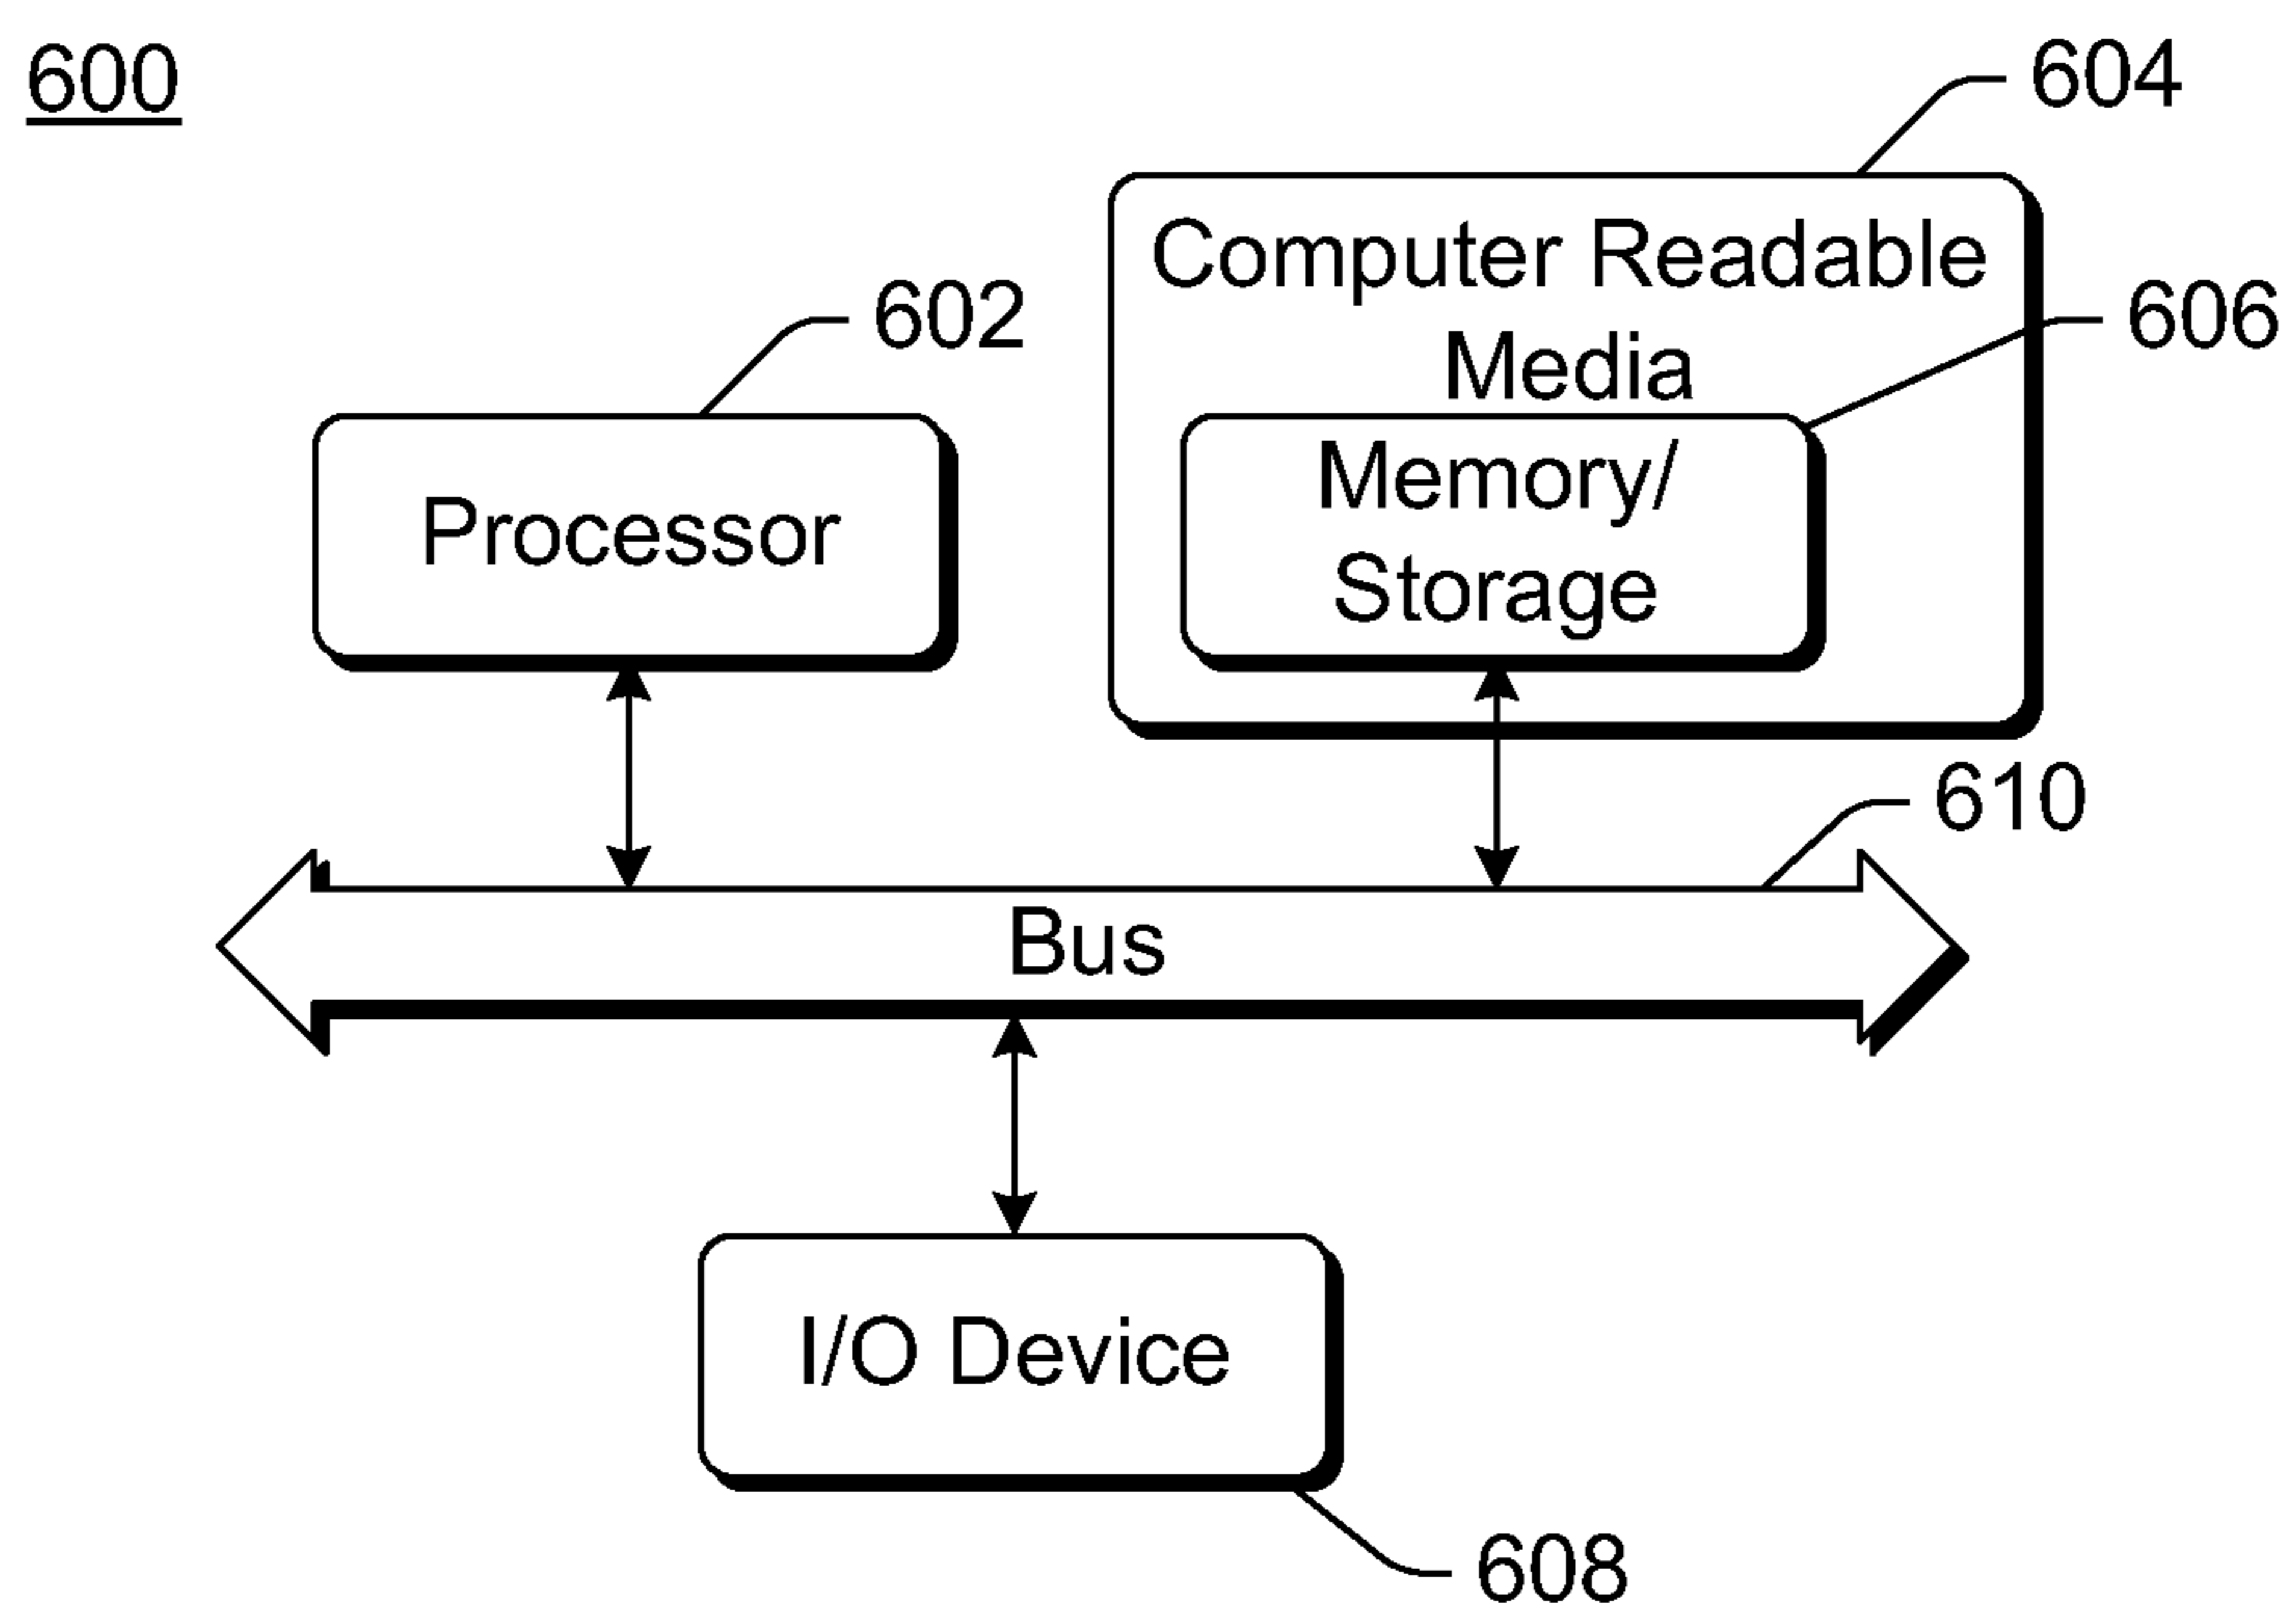 600
604
Computer Readable
Media
606
602
Processor
Memory/
Storage
610
Bus
I/O Device
608